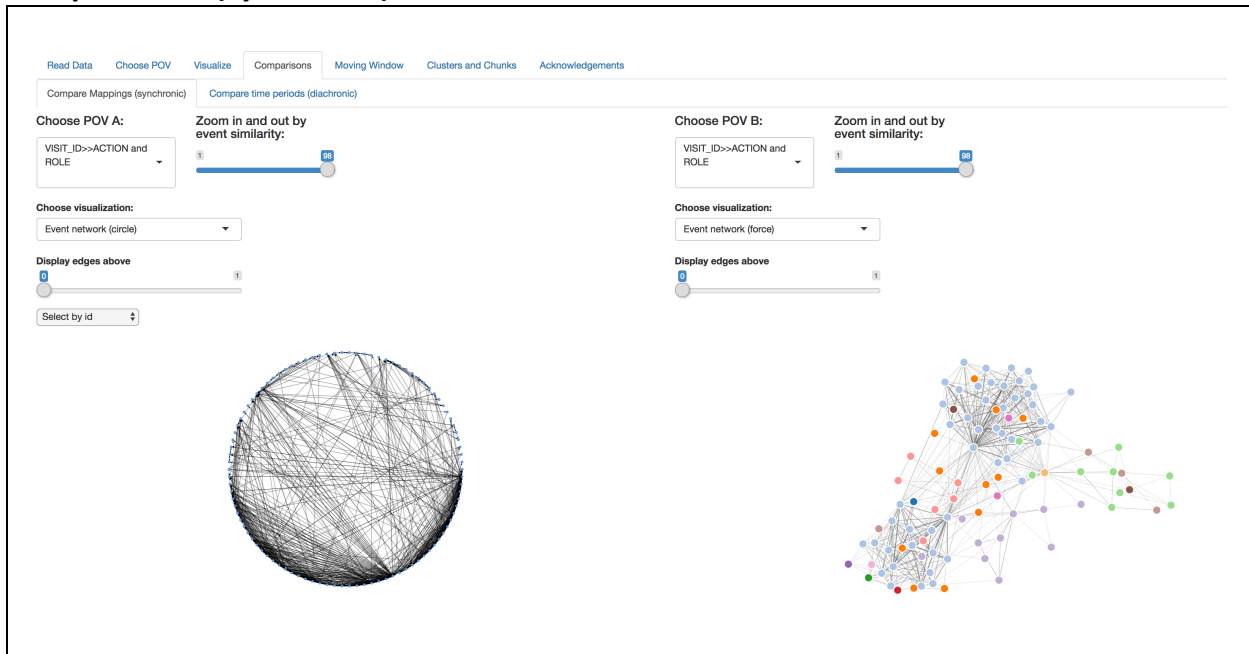 Read Data Choose POV Visualize Comparisons Moving Window Clusters and Chunks Acknowledgements
Compare Mappings (synchronic) Compare time periods (diachronic)
Choose POV A:
VISIT_ID>>ACTION and
ROLE
Zoom in and out by
event similarity:
1 98
Choose visualization:
Event network (circle)
Display edges above
0 1
Select by id
Choose POV B:
VISIT_ID>>ACTION and
ROLE
Zoom in and out by
event similarity:
1 98
Choose visualization:
Event network (force)
Display edges above
0 1